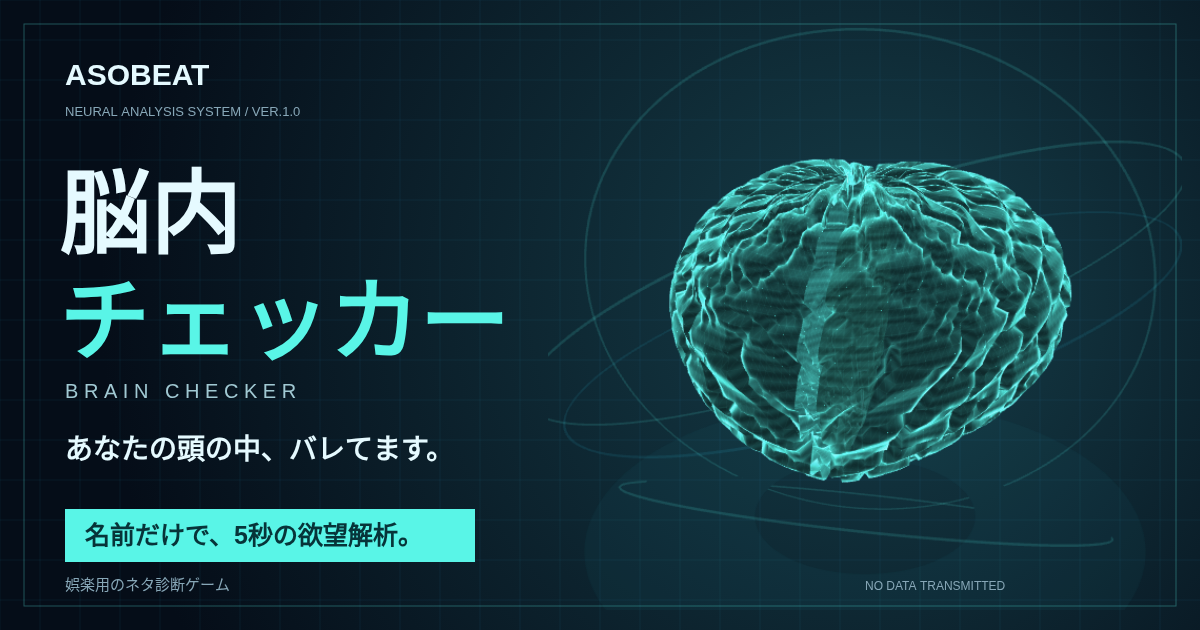 ASOBEAT
NEURAL ANALYSIS SYSTEM / VER.1.0
脳内
チェッカー
BRAIN CHECKER
あなたの頭の中、バレてます。
名前だけで、5秒の欲望解析。
娯楽用のネタ診断ゲーム
NO DATA TRANSMITTED